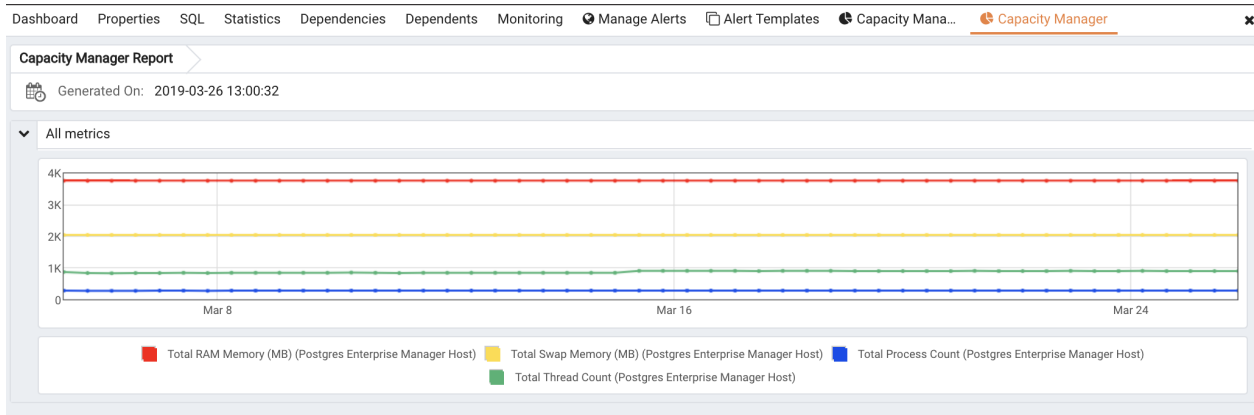 Dashboard Properties SQL Statistics Dependencies Dependents Monitoring Manage Alerts Alert Templates Capacity Mana... Capacity Manager
Capacity Manager Report
Generated On: 2019-03-26 13:00:32
All metrics
4K
3K
2K
1K
0
Mar 8 Mar 16 Mar 24
Total RAM Memory (MB) (Postgres Enterprise Manager Host) Total Swap Memory (MB) (Postgres Enterprise Manager Host) Total Process Count (Postgres Enterprise Manager Host)
Total Thread Count (Postgres Enterprise Manager Host)